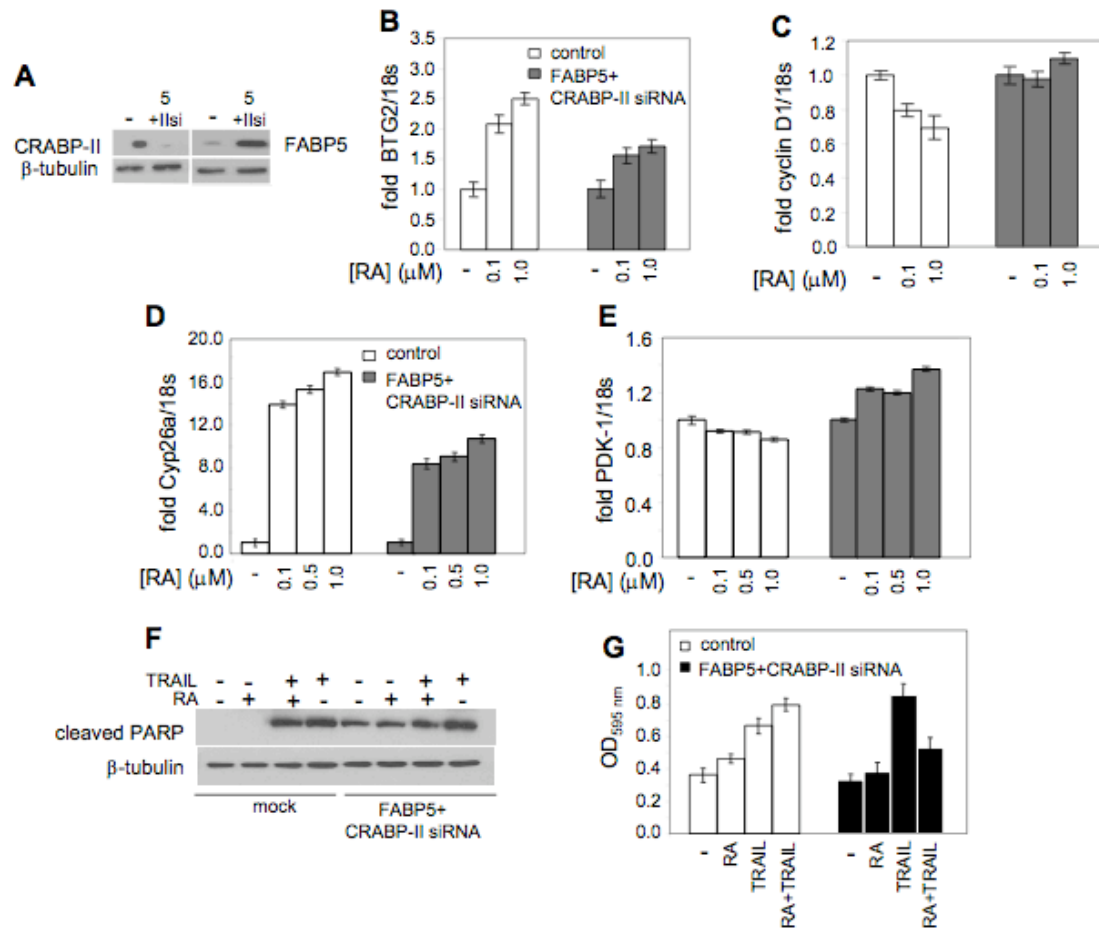 A
5 5
- +IIsi - +IIsi
CRABP-II FABP5
β-tubulin
B
fold BTG2/18s
3.5
3.0
2.5
2.0
1.5
1.0
0.5
0.0
control
FABP5+
CRABP-II siRNA
[RA] (μM) - 0.1 1.0 - 0.1 1.0
C
fold cyclin D1/18s
1.2
1.0
0.8
0.6
0.4
0.2
0.0
- 0.1 1.0 - 0.1 1.0
D
fold Cyp26a/18s
20.0
16.0
12.0
8.0
4.0
0.0
control
FABP5+
CRABP-II siRNA
[RA] (μM) - 0.1 0.5 1.0 - 0.1 0.5 1.0
E
fold PDK-1/18s
1.6
1.2
0.8
0.4
0.0
[RA] (μM) - 0.1 0.5 1.0 - 0.1 0.5 1.0
F
TRAIL - - + + - - + +
RA - + + - - + + -
cleaved PARP
β-tubulin
mock FABP5+
CRABP-II siRNA
G
control
FABP5+CRABP-II siRNA
OD595 nm
1.0
0.8
0.6
0.4
0.2
0.0
- RA TRAIL RA+TRAIL - RA TRAIL RA+TRAIL